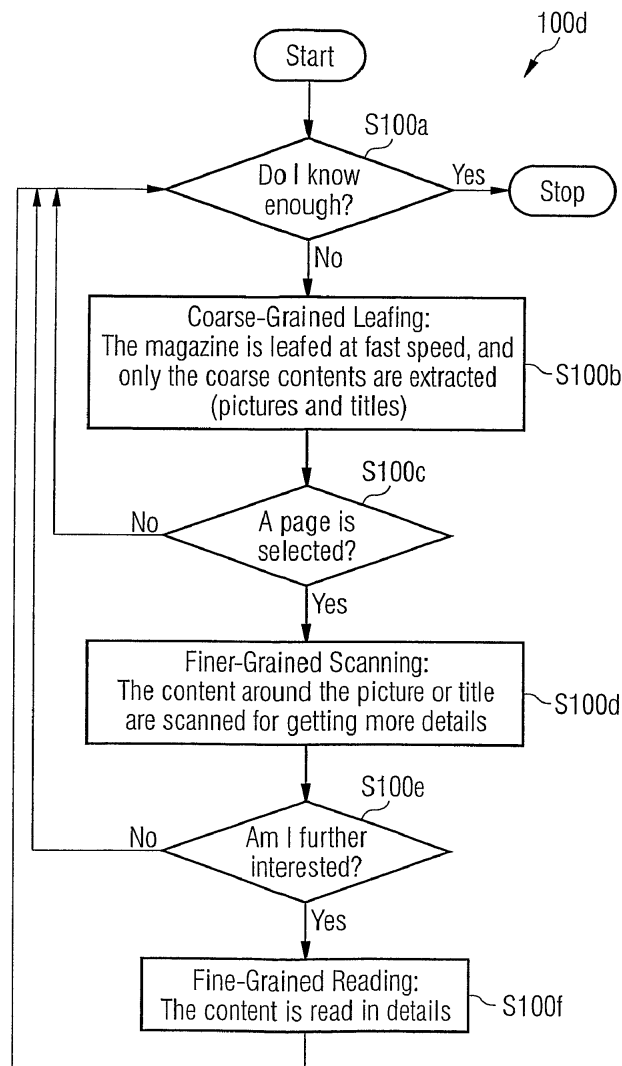 100d
Start
S100a
Do I know
enough?
Yes
Stop
No
Coarse-Grained Leafing:
The magazine is leafed at fast speed, and
only the coarse contents are extracted
(pictures and titles)
S100b
S100c
No
A page is
selected?
Yes
Finer-Grained Scanning:
The content around the picture or title
are scanned for getting more details
S100d
S100e
No
Am I further
interested?
Yes
Fine-Grained Reading:
The content is read in details
S100f